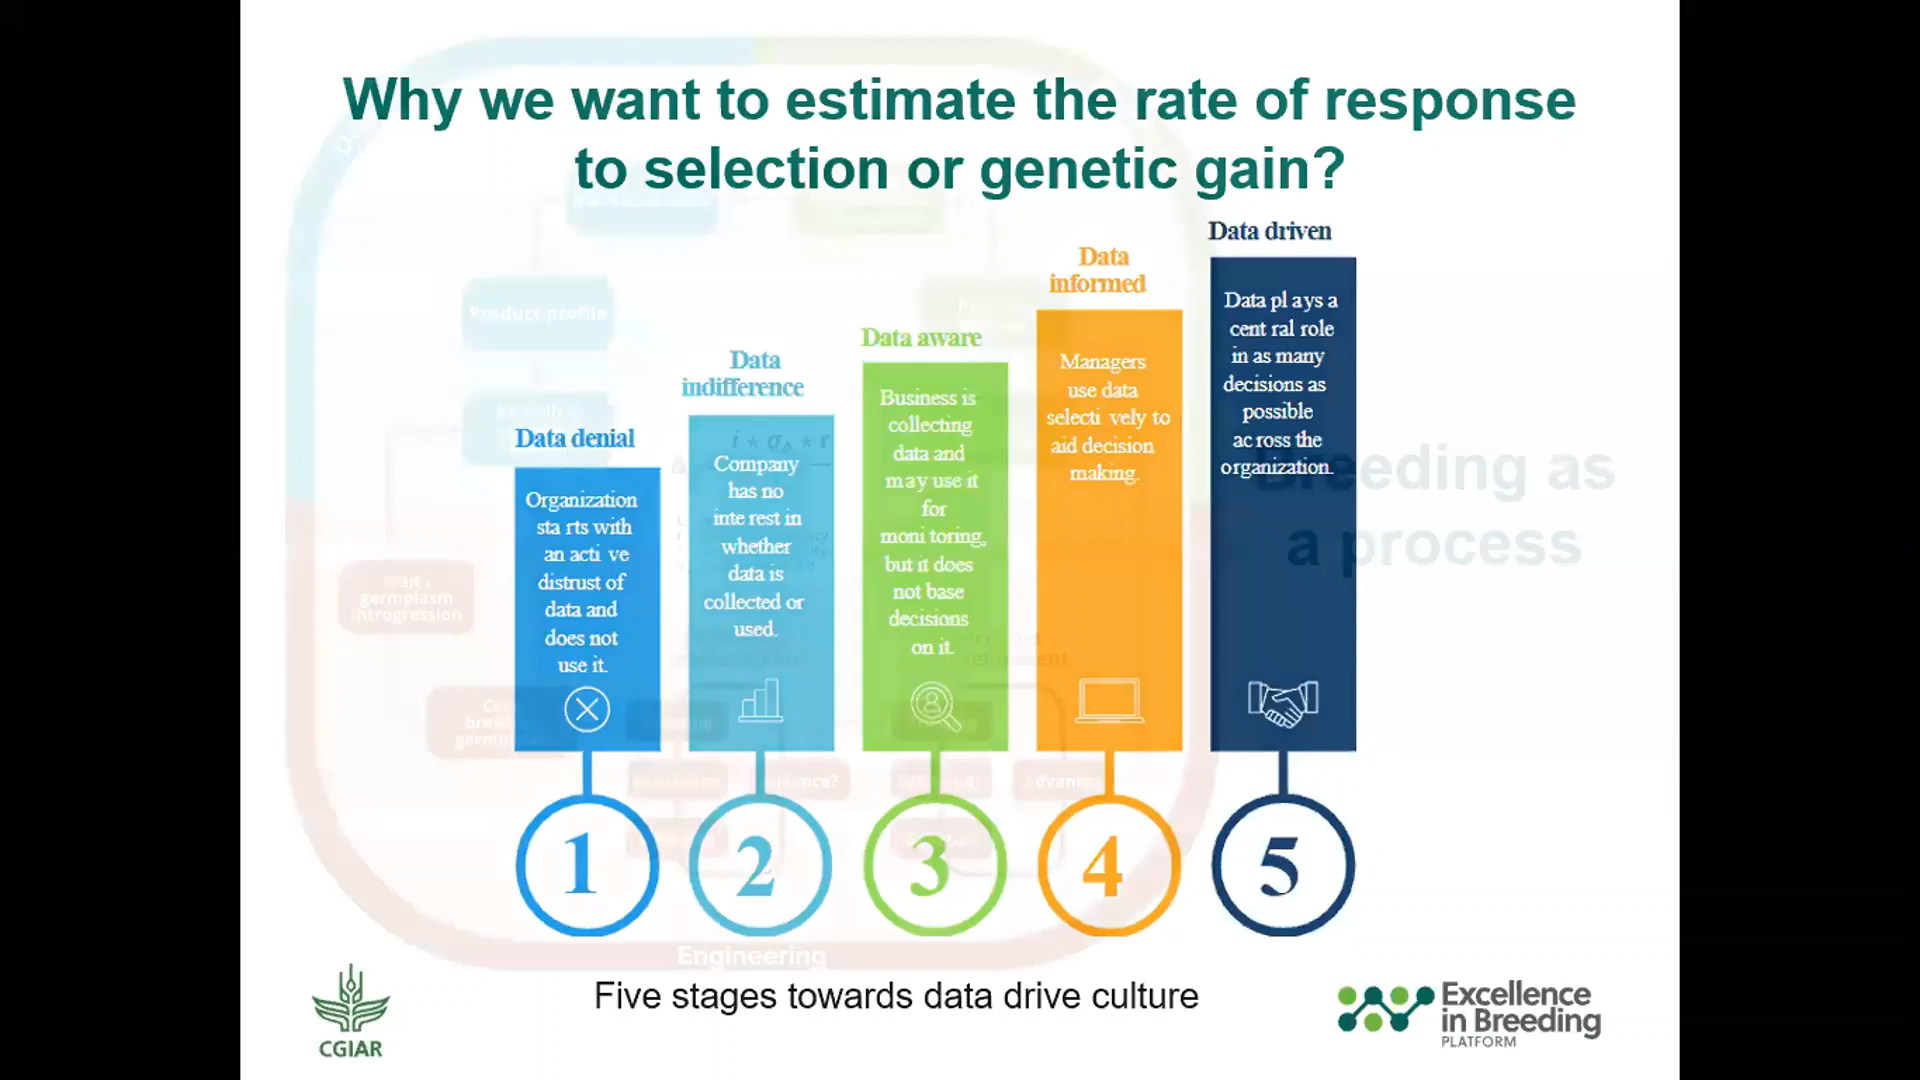 Why we want to estimate the rate of response
to selection or genetic gain?
Data denial
Organization
sta rts with
an acti ve
distrust of
data and
does not
use it.
1
Data
indifference
i * σ * r
Company
has no
inte rest in
whether
data is
collected or
used.
2
Data aware
Business is
collecting
data and
may use it
for
moni toring,
but it does
not base
decisions
on it.
3
Data
informed
Managers
use data
selecti vely to
aid decision
making.
4
Data driven
Data pl ays a
cent ral role
in as many
decisions as
possible
ac ross the
organization.
5
Product profile
Trait /
germplasm
introgression
Breeding as
a process
Engineering
Five stages towards data drive culture
CGIAR
Excellence
in Breeding
PLATFORM